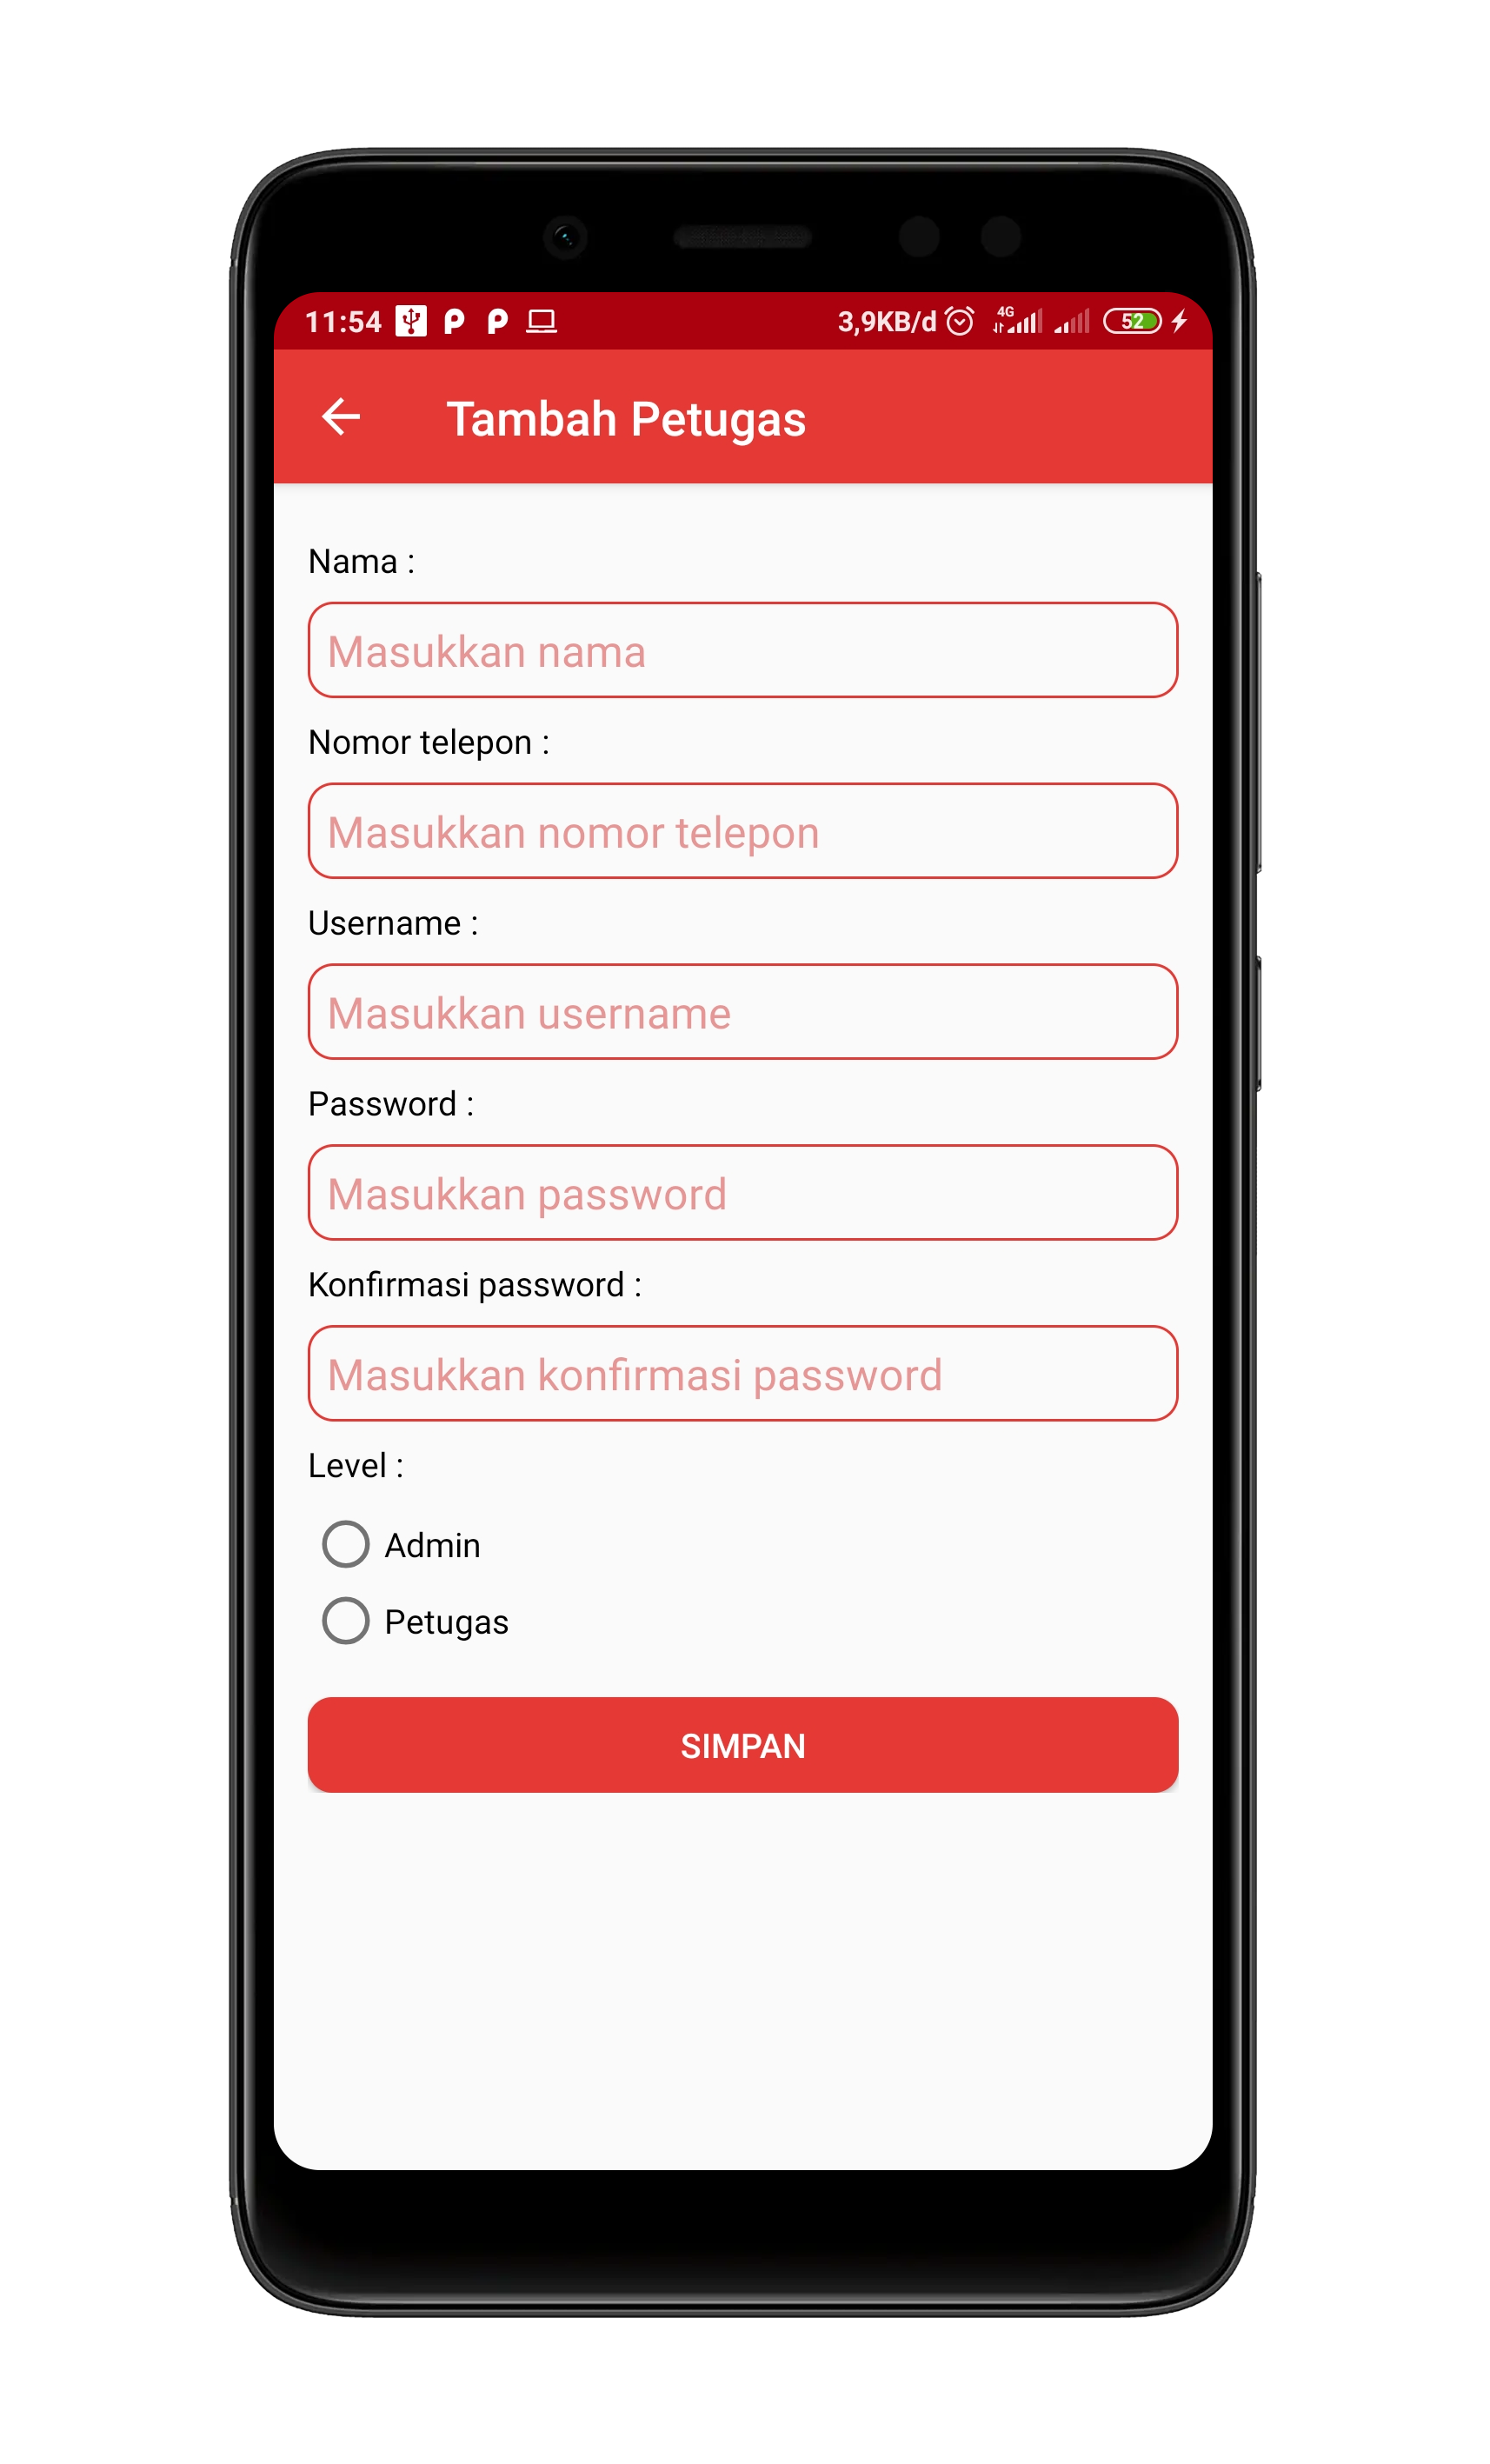 11:54 3,9KB/d 4G 52
Tambah Petugas
Nama :
Masukkan nama
Nomor telepon :
Masukkan nomor telepon
Username :
Masukkan username
Password :
Masukkan password
Konfirmasi password :
Masukkan konfirmasi password
Level :
Admin
Petugas
SIMPAN